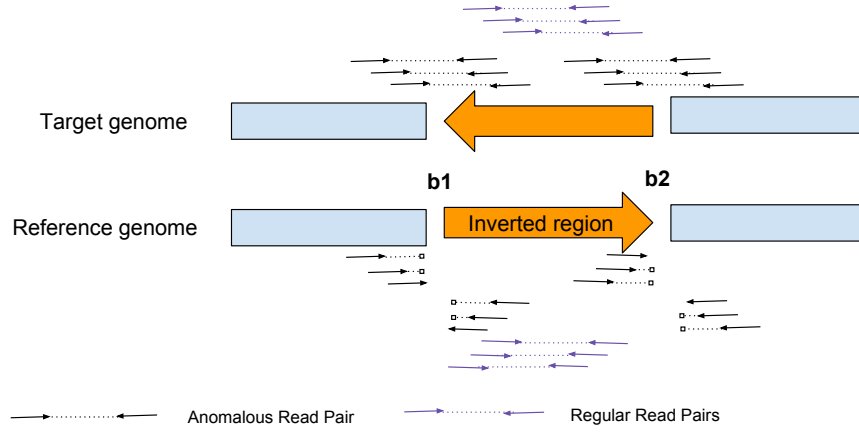 Target genome
b1
b2
Reference genome
Inverted region
Anomalous Read Pair
Regular Read Pairs